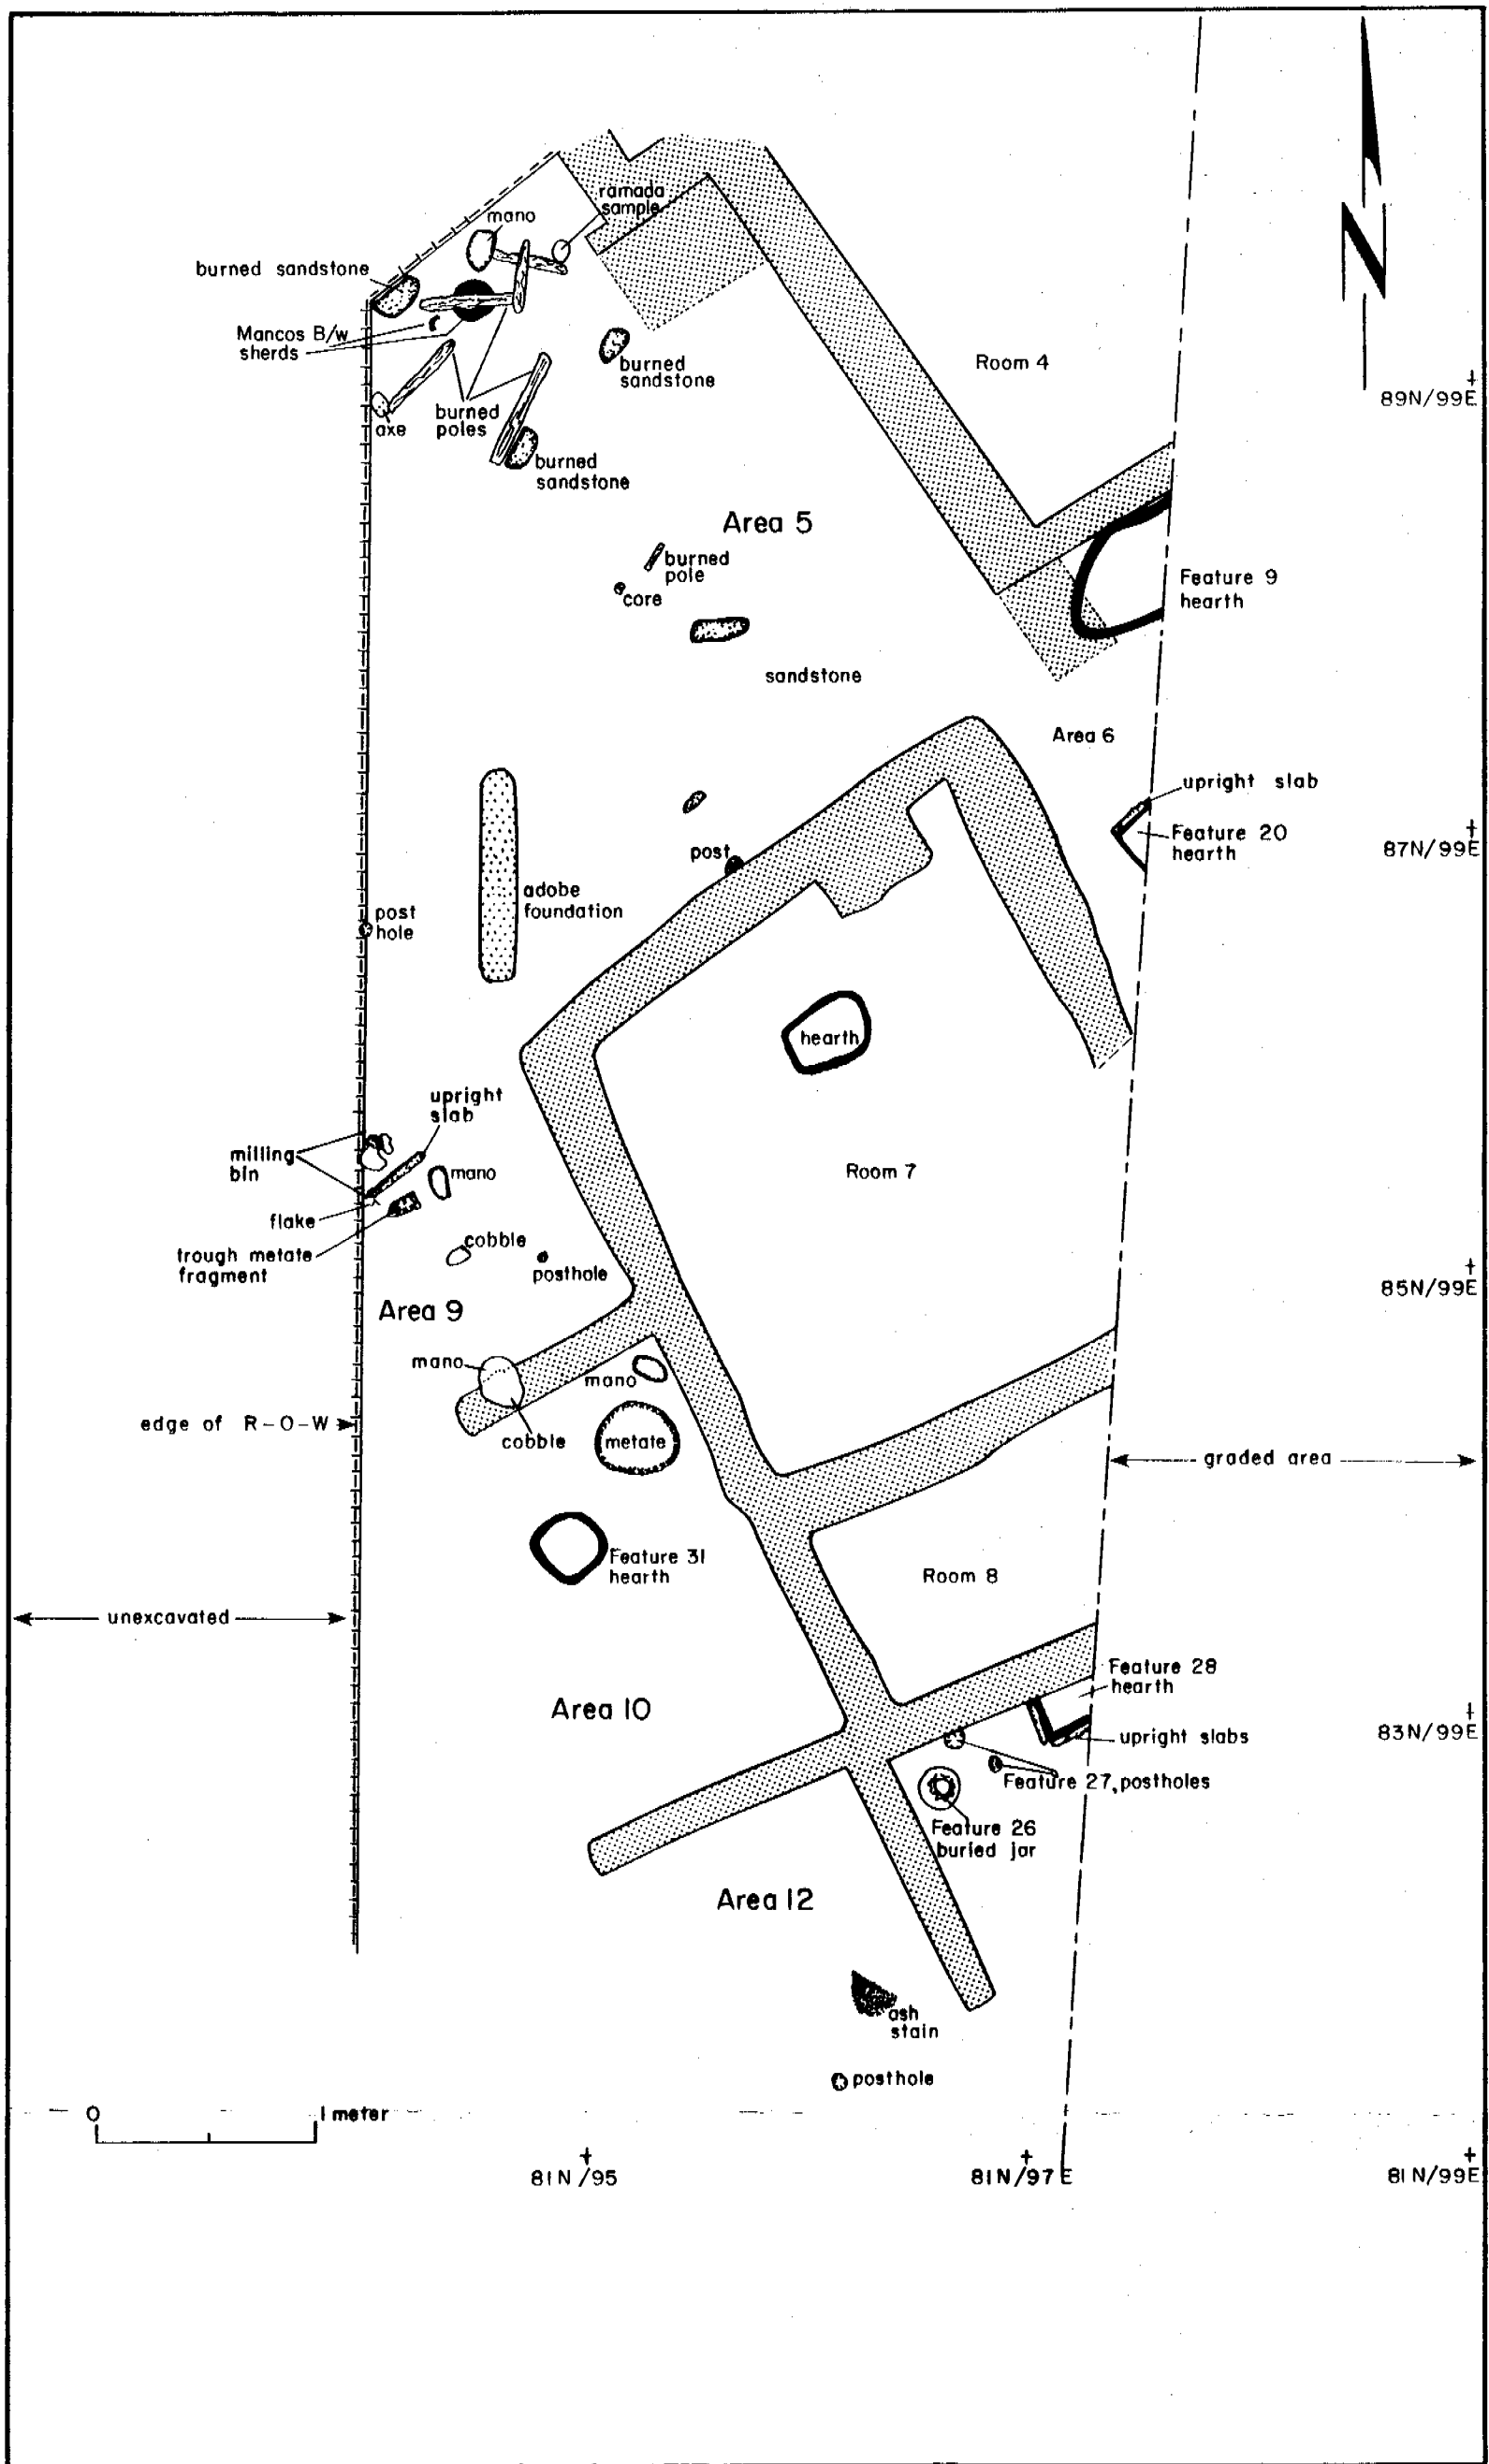 ramada
sample
mano
burned sandstone
N
Mancos B/w
sherds
burned
sandstone
Room 4
89N/99E
axe
burned
poles
burned
sandstone
Area 5
burned
pole
core
Feature 9
hearth
sandstone
Area 6
upright slab
Feature 20
hearth
87N/99E
post
adobe
foundation
post
hole
hearth
upright
slab
milling
bin
mano
Room 7
flake
trough metate
fragment
cobble
posthole
85N/99E
Area 9
mano
mano
edge of R-O-W
cobble
metate
graded area
Feature 31
hearth
Room 8
unexcavated
Feature 28
hearth
Area 10
upright slabs
83N/99E
Feature 27, postholes
Feature 26
buried jar
Area 12
ash
stain
posthole
0 1 meter
81N/95
81N/97E
81N/99E